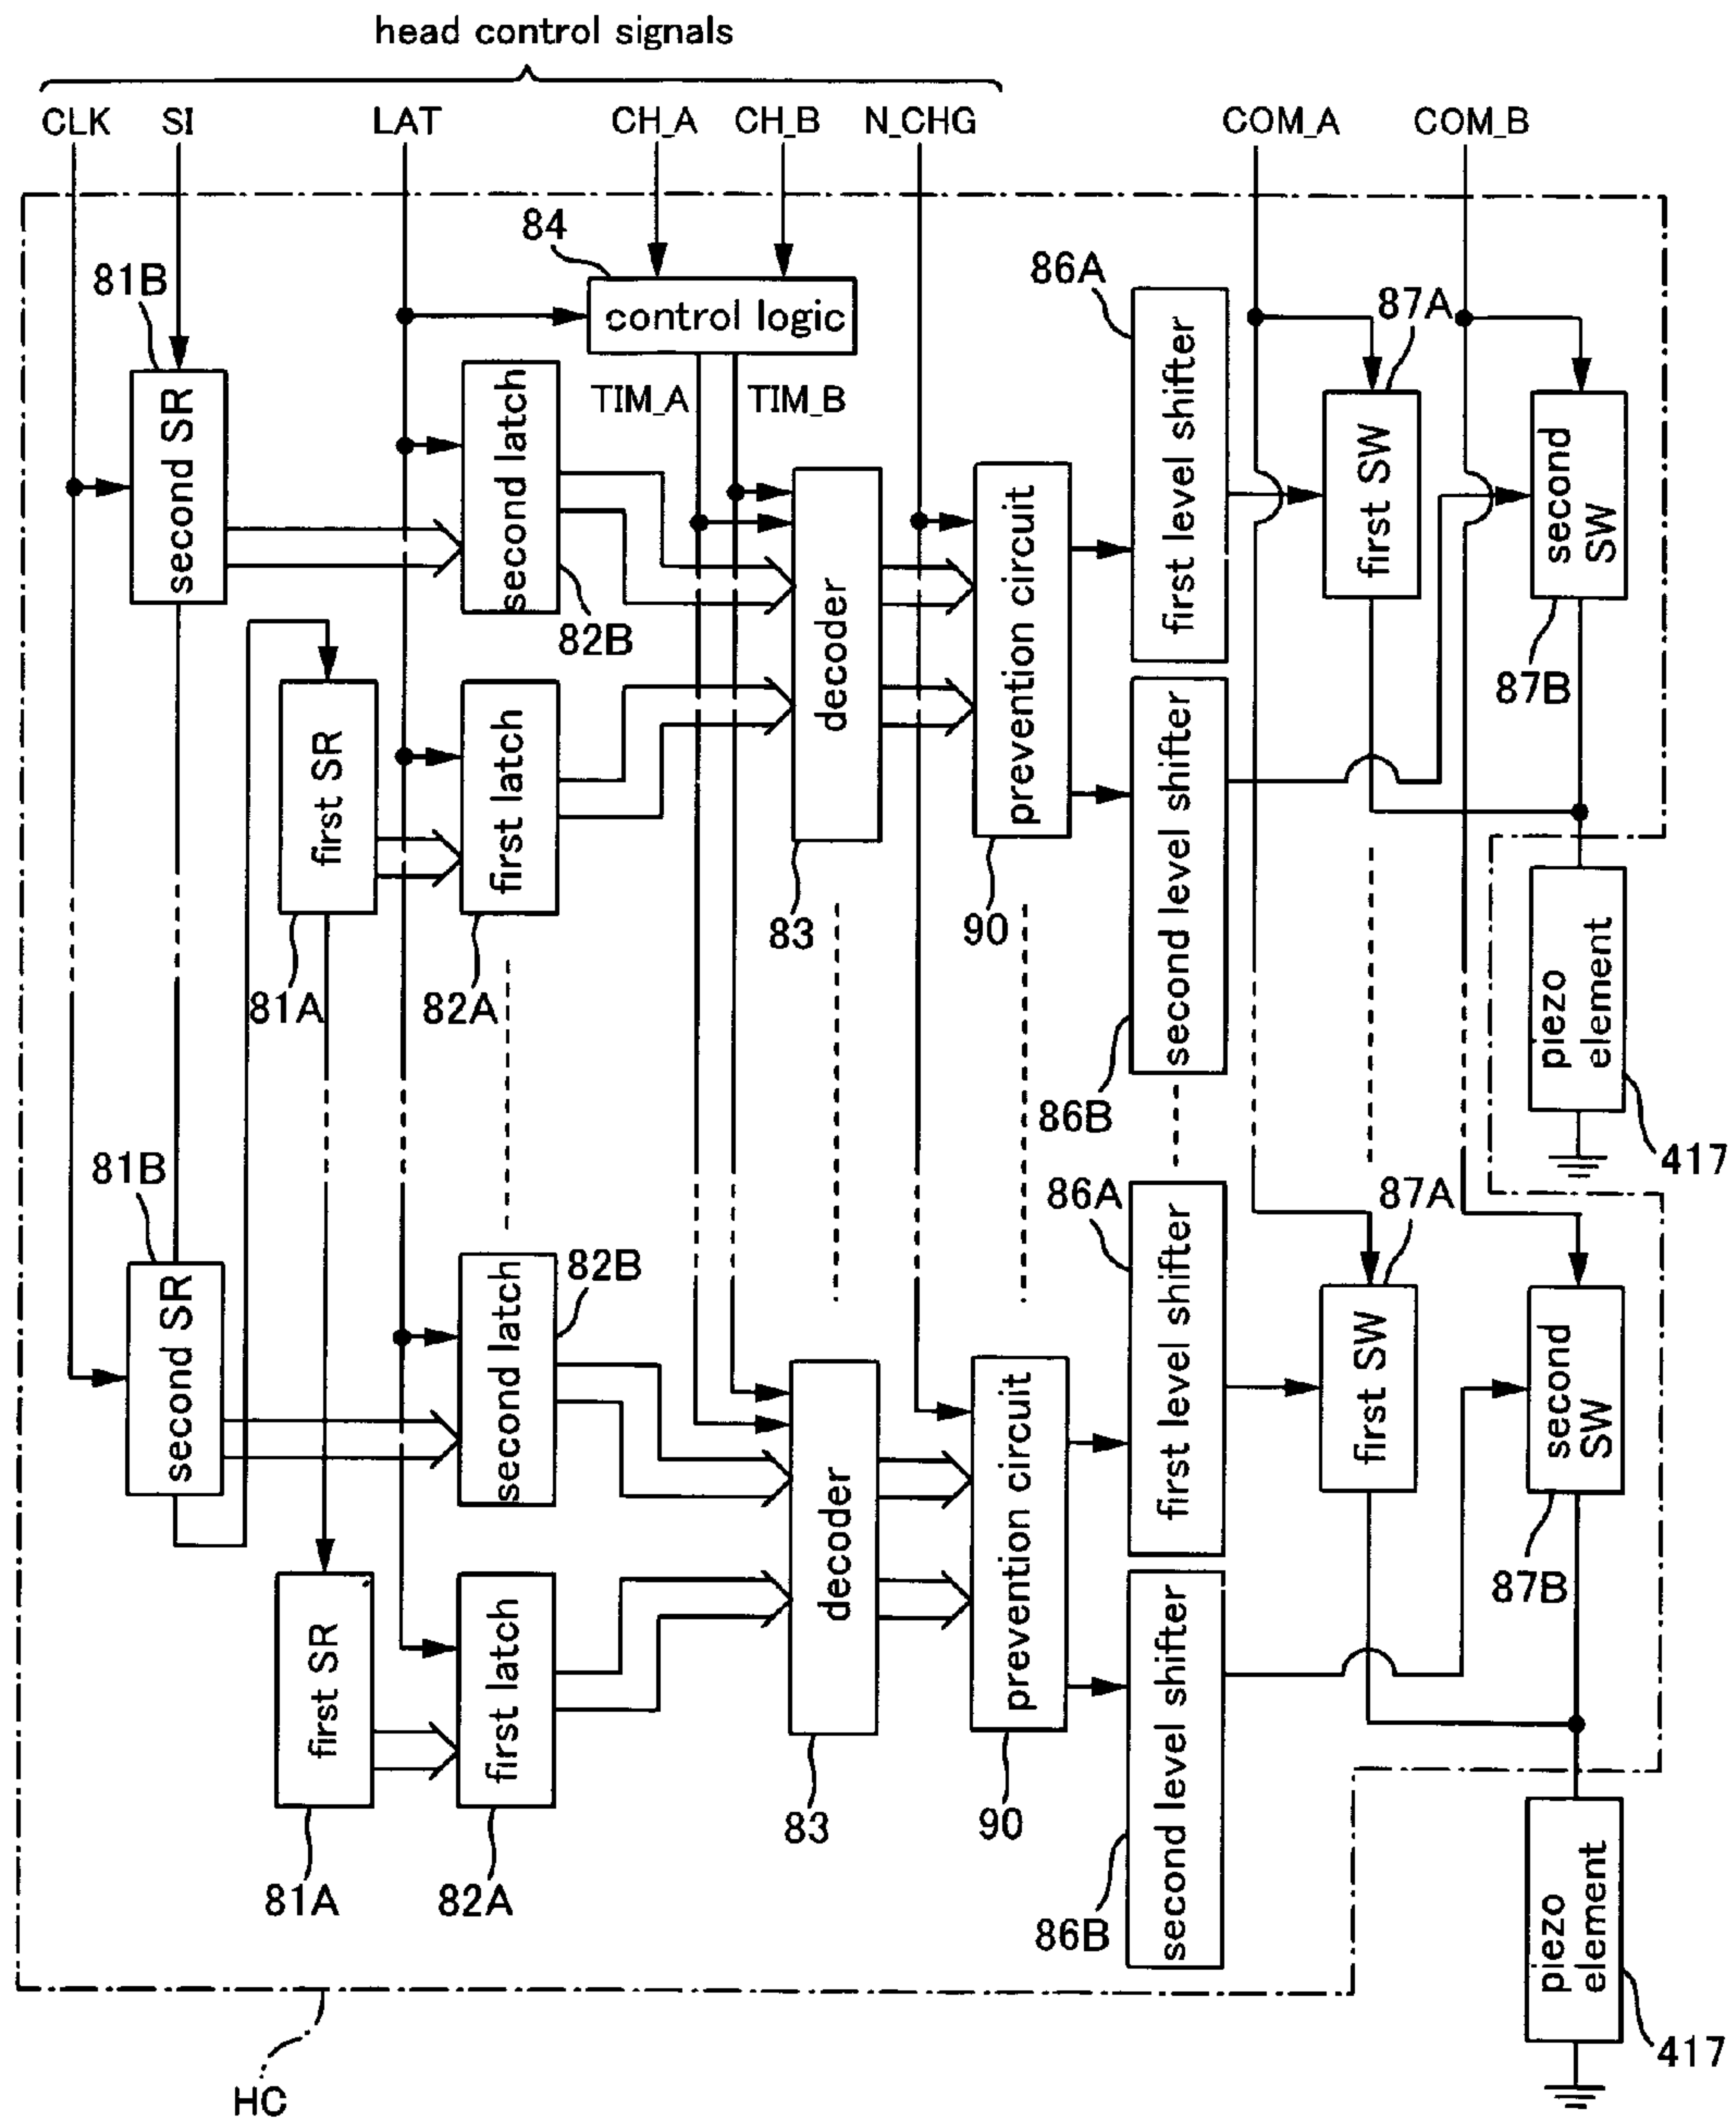 head control signals
CLK SI LAT CH_A CH_B N_CHG COM_A COM_B
84
control logic
TIM_A TIM_B
81B
second SR
second latch
82B
first SR
81A
first latch
82A
decoder
83
prevention circuit
90
86A
first level shifter
second level shifter
86B
87A
first SW
second SW
87B
piezo element
417
81B
second SR
second latch
82B
first SR
81A
first latch
82A
decoder
83
prevention circuit
90
86A
first level shifter
second level shifter
86B
87A
first SW
second SW
87B
piezo element
417
HC